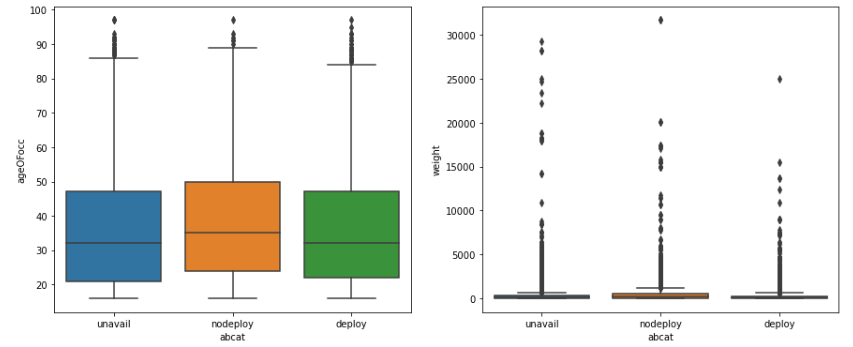 100
90
80
70
60
50
40
30
20
ageOFocc
unavail nodeploy deploy
abcat
30000
25000
20000
15000
10000
5000
0
weight
unavail nodeploy deploy
abcat